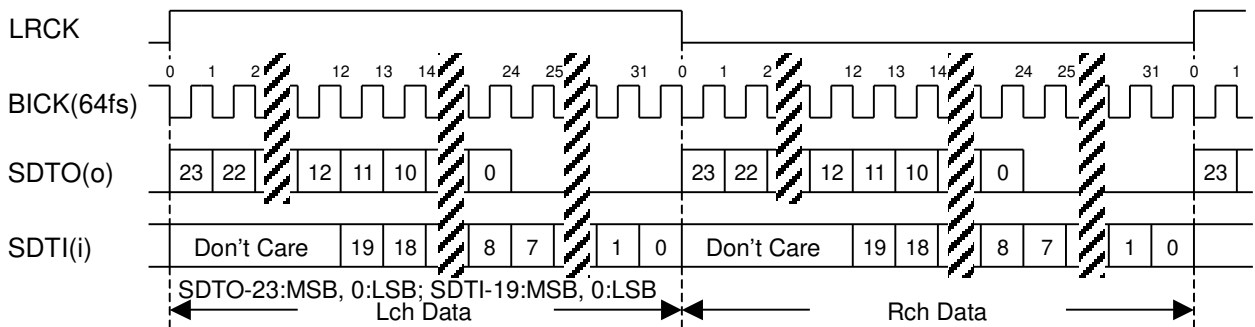 LRCK
0 1 2 12 13 14 24 25 31 0 1 2 12 13 14 24 25 31 0 1
BICK(64fs)
SDTO(o) 23 22 12 11 10 0 23 22 12 11 10 0 23
SDTI(i) Don't Care 19 18 8 7 1 0 Don't Care 19 18 8 7 1 0
SDTO-23:MSB, 0:LSB; SDTI-19:MSB, 0:LSB
Lch Data Rch Data